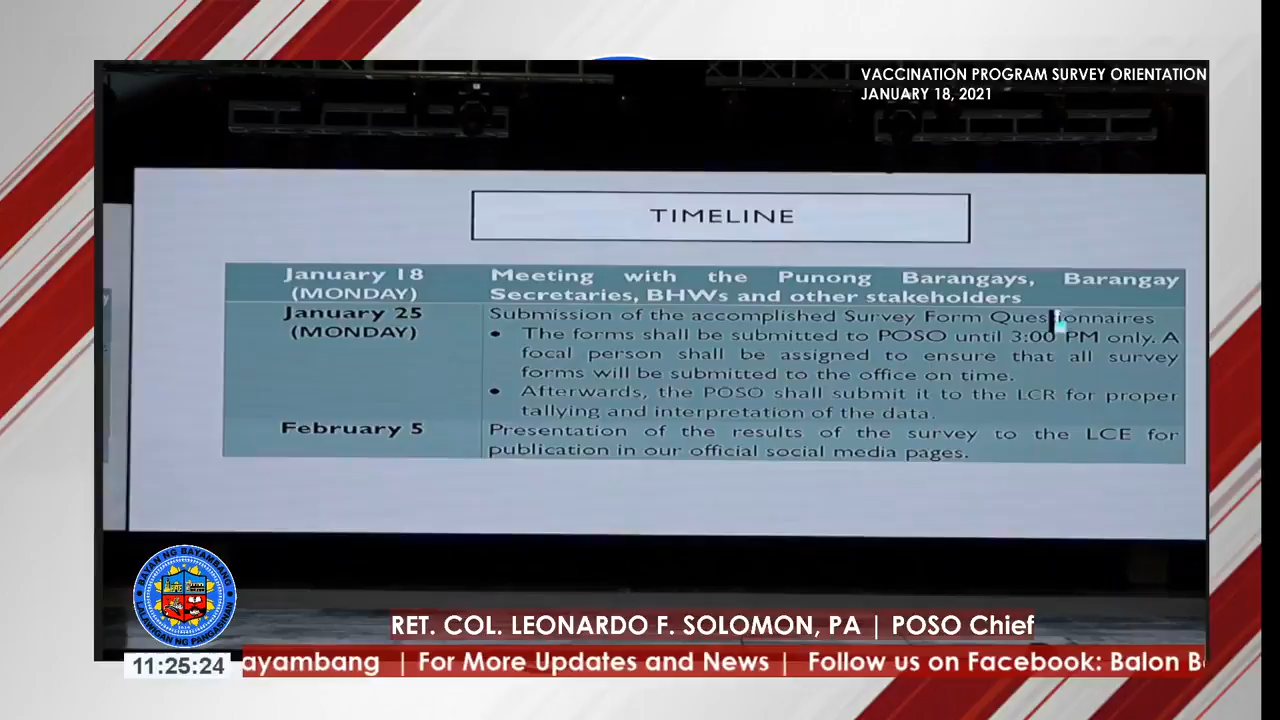 VACCINATION PROGRAM SURVEY ORIENTATION
JANUARY 18, 2021
TIMELINE
January 18
(MONDAY)
Meeting with the Punong Barangays, Barangay
Secretaries, BHWs and other stakeholders
January 25
(MONDAY)
Submission of the accomplished Survey Form Questionnaires
• The forms shall be submitted to POSO until 3:00 PM only. A
focal person shall be assigned to ensure that all survey
forms will be submitted to the office on time.
• Afterwards, the POSO shall submit it to the LCR for proper
tallying and interpretation of the data.
February 5
Presentation of the results of the survey to the LCE for
publication in our official social media pages.
BAYAN NG BAYAMBANG
LALAWIGAN NG PANGASINAN
RET. COL. LEONARDO F. SOLOMON, PA | POSO Chief
11:25:24
ayambang | For More Updates and News | Follow us on Facebook: Balon B